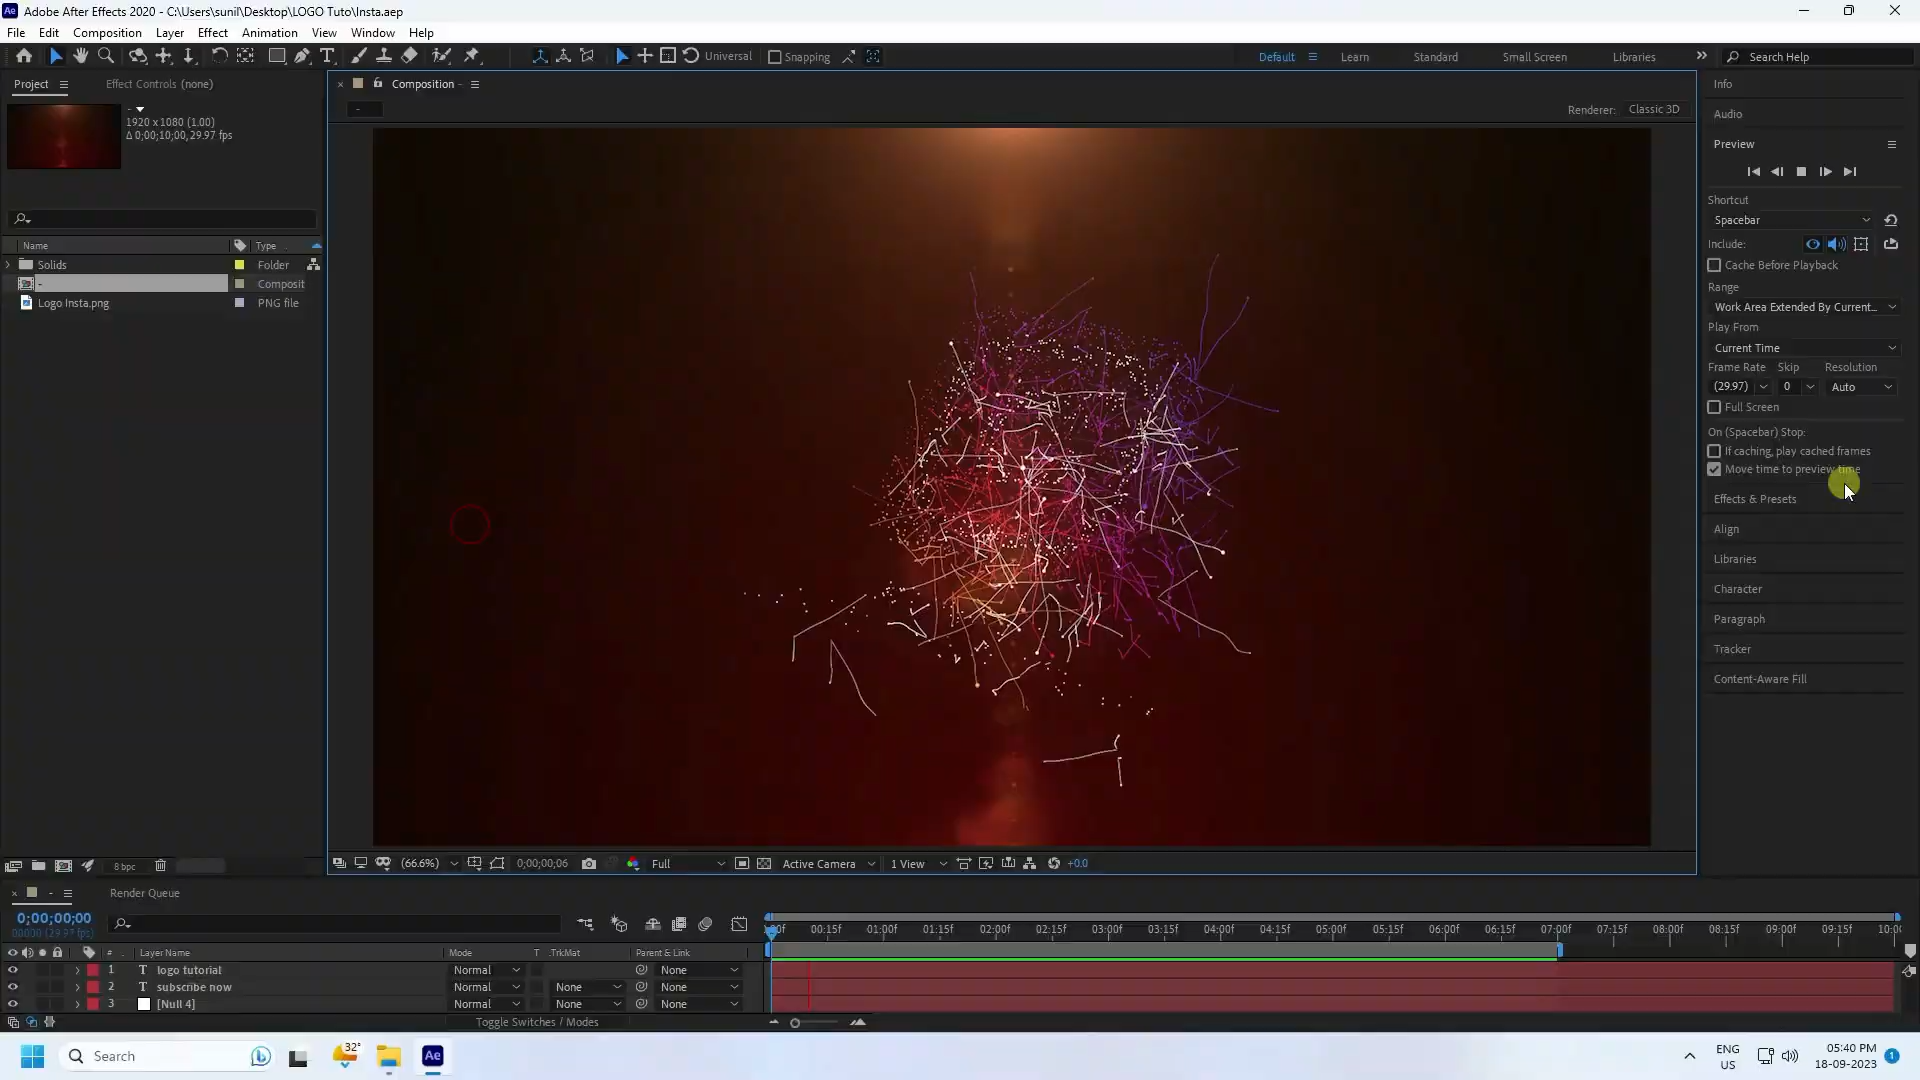 Adobe After Effects 2020 - C:\Users\sunil\Desktop\LOGO Tuto\Insta.aep
File Edit Composition Layer Effect Animation View Window Help
Universal Snapping Default Learn Standard Small Screen Libraries Search Help
Project Effect Controls (none)
1920 x 1080 (1.00)
Δ 0;00;10;00, 29.97 fps
Name Type
Solids Folder
- Composit
Logo Insta.png PNG file
8 bpc
Composition -
-
Renderer: Classic 3D
(66.6%) 0;00;00;06 Full Active Camera 1 View +0.0
Info
Audio
Preview
Shortcut
Spacebar
Include:
Cache Before Playback
Range
Work Area Extended By Current...
Play From
Current Time
Frame Rate Skip Resolution
(29.97) 0 Auto
Full Screen
On (Spacebar) Stop:
If caching, play cached frames
Move time to preview time
Effects & Presets
Align
Libraries
Character
Paragraph
Tracker
Content-Aware Fill
- Render Queue
0;00;00;00
00000 (29.97 fps)
:00f 00:15f 01:00f 01:15f 02:00f 02:15f 03:00f 03:15f 04:00f 04:15f 05:00f 05:15f 06:00f 06:15f 07:00f 07:15f 08:00f 08:15f 09:00f 09:15f 10:00
# Layer Name Mode T .TrkMat Parent & Link
1 T logo tutorial Normal None
2 T subscribe now Normal None None
3 [Null 4] Normal None None
Toggle Switches / Modes
Search 32° Ae ENG
US
05:40 PM
18-09-2023
1